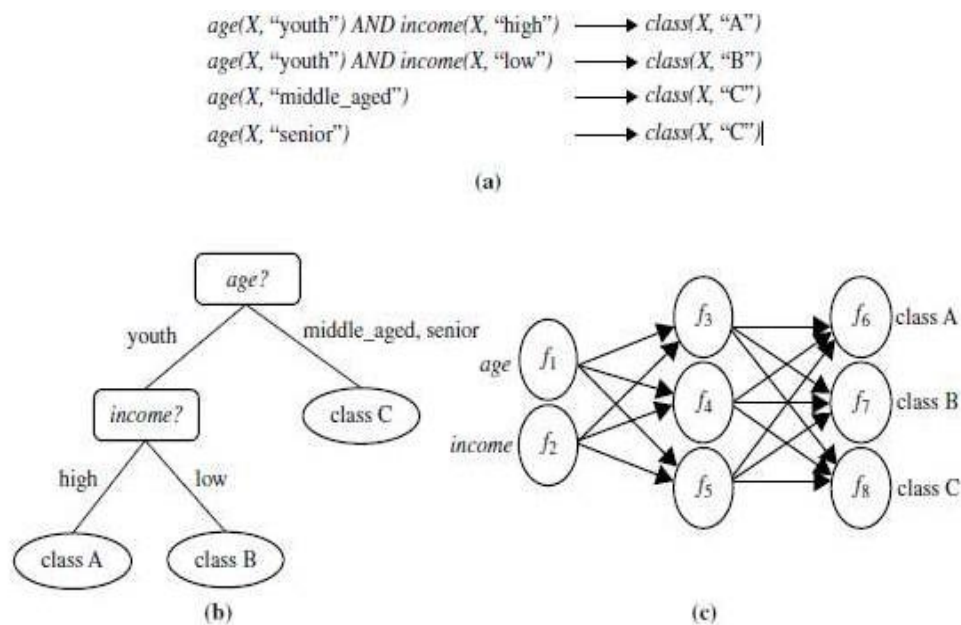 age(X, “youth”) AND income(X, “high”) class(X, “A”)
age(X, “youth”) AND income(X, “low”) class(X, “B”)
age(X, “middle_aged”) class(X, “C”)
age(X, “senior”) class(X, “C”)
(a)
age?
youth
middle_aged, senior
income?
class C
high
low
class A
class B
(b)
age
income
f1
f2
f3
f4
f5
f6
f7
f8
class A
class B
class C
(c)